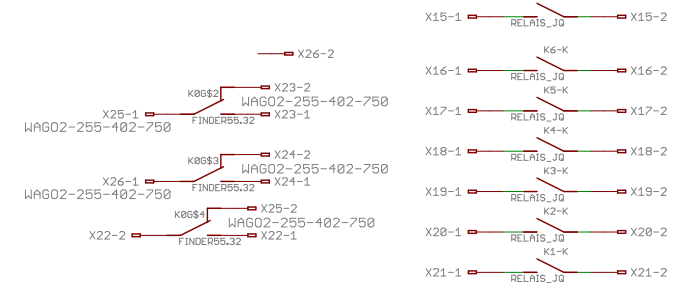 X15-1 X15-2
RELAIS_JQ
X26-2
K6-K
X16-1 X16-2
RELAIS_JQ
K5-K
X17-1 X17-2
RELAIS_JQ
K4-K
X18-1 X18-2
RELAIS_JQ
K3-K
X19-1 X19-2
RELAIS_JQ
K2-K
X20-1 X20-2
RELAIS_JQ
K1-K
X21-1 X21-2
RELAIS_JQ
K0G$2 X23-2
WAGO2-255-402-750
X25-1 X23-1
WAGO2-255-402-750 FINDER55.32
K0G$3 X24-2
WAGO2-255-402-750
X26-1 X24-1
WAGO2-255-402-750 FINDER55.32
K0G$4 X25-2
WAGO2-255-402-750
X22-2 X22-1
FINDER55.32